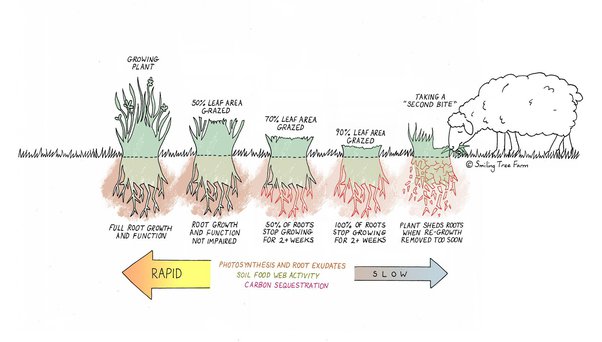 GROWING
PLANT
50% LEAF AREA
GRAZED
70% LEAF AREA
GRAZED
90% LEAF AREA
GRAZED
TAKING A
"SECOND BITE"
© Smiling Tree Farm
FULL ROOT GROWTH
AND FUNCTION
ROOT GROWTH
AND FUNCTION
NOT IMPAIRED
50% OF ROOTS
STOP GROWING
FOR 2+ WEEKS
100% OF ROOTS
STOP GROWING
FOR 2+ WEEKS
PLANT SHEDS ROOTS
WHEN RE-GROWTH
REMOVED TOO SOON
RAPID
PHOTOSYNTHESIS AND ROOT EXUDATES
SOIL FOOD WEB ACTIVITY
CARBON SEQUESTRATION
SLOW